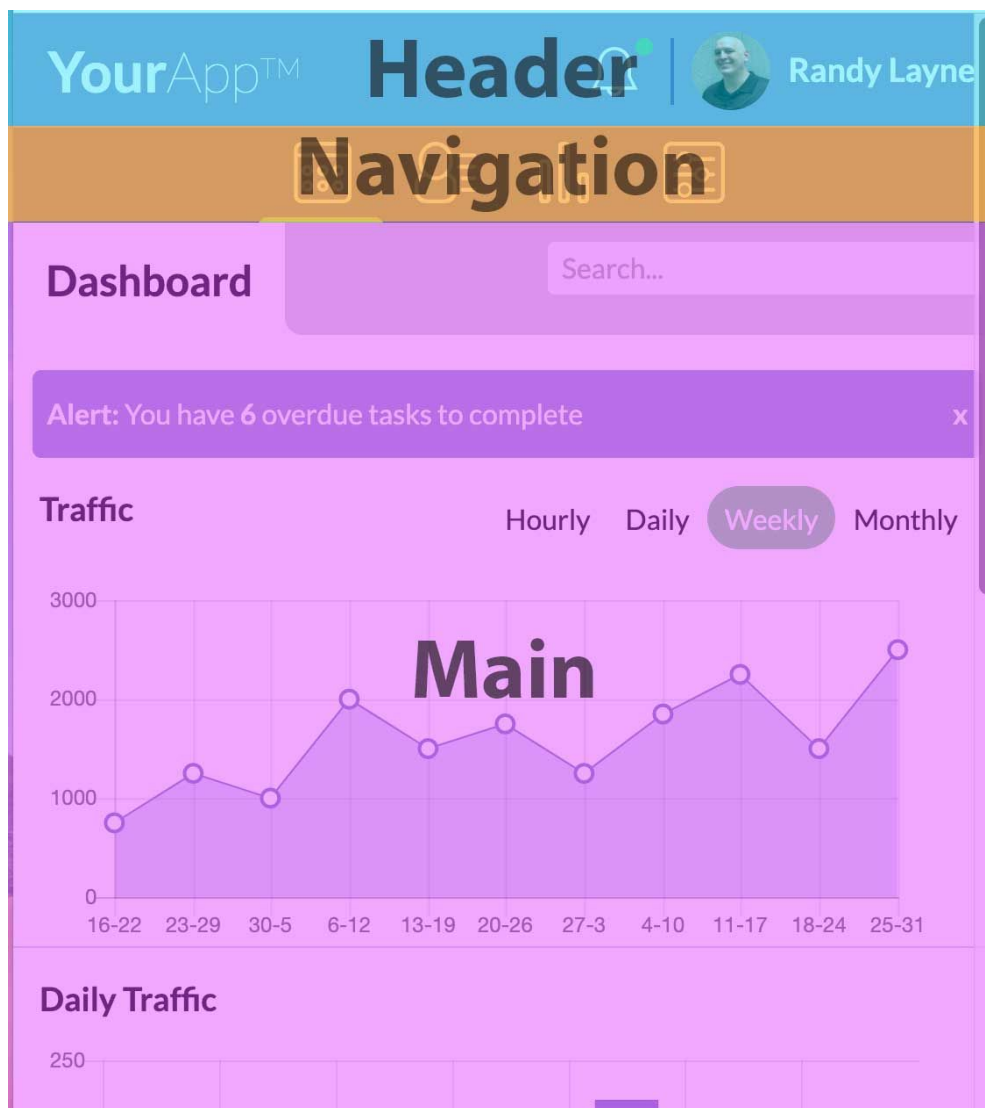 YourApp™ Header Randy Layne
Navigation
Dashboard
Search...
Alert: You have 6 overdue tasks to complete x
Traffic Hourly Daily Weekly Monthly
3000
Main
2000
1000
0
16-22 23-29 30-5 6-12 13-19 20-26 27-3 4-10 11-17 18-24 25-31
Daily Traffic
250